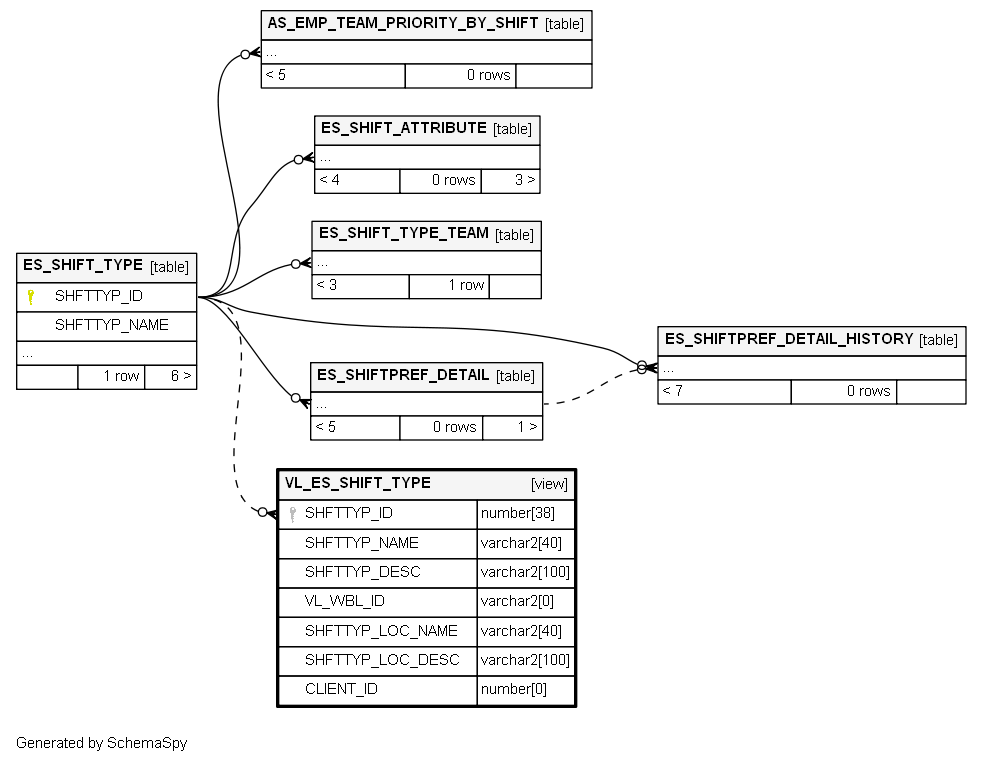 AS_EMP_TEAM_PRIORITY_BY_SHIFT [table]
...
< 5 0 rows
ES_SHIFT_ATTRIBUTE [table]
...
< 4 0 rows 3 >
ES_SHIFT_TYPE_TEAM [table]
...
< 3 1 row
ES_SHIFT_TYPE [table]
SHFTTYP_ID
SHFTTYP_NAME
...
1 row 6 >
ES_SHIFTPREF_DETAIL_HISTORY [table]
...
< 7 0 rows
ES_SHIFTPREF_DETAIL [table]
...
< 5 0 rows 1 >
VL_ES_SHIFT_TYPE [view]
SHFTTYP_ID number[38]
SHFTTYP_NAME varchar2[40]
SHFTTYP_DESC varchar2[100]
VL_WBL_ID varchar2[0]
SHFTTYP_LOC_NAME varchar2[40]
SHFTTYP_LOC_DESC varchar2[100]
CLIENT_ID number[0]
Generated by SchemaSpy